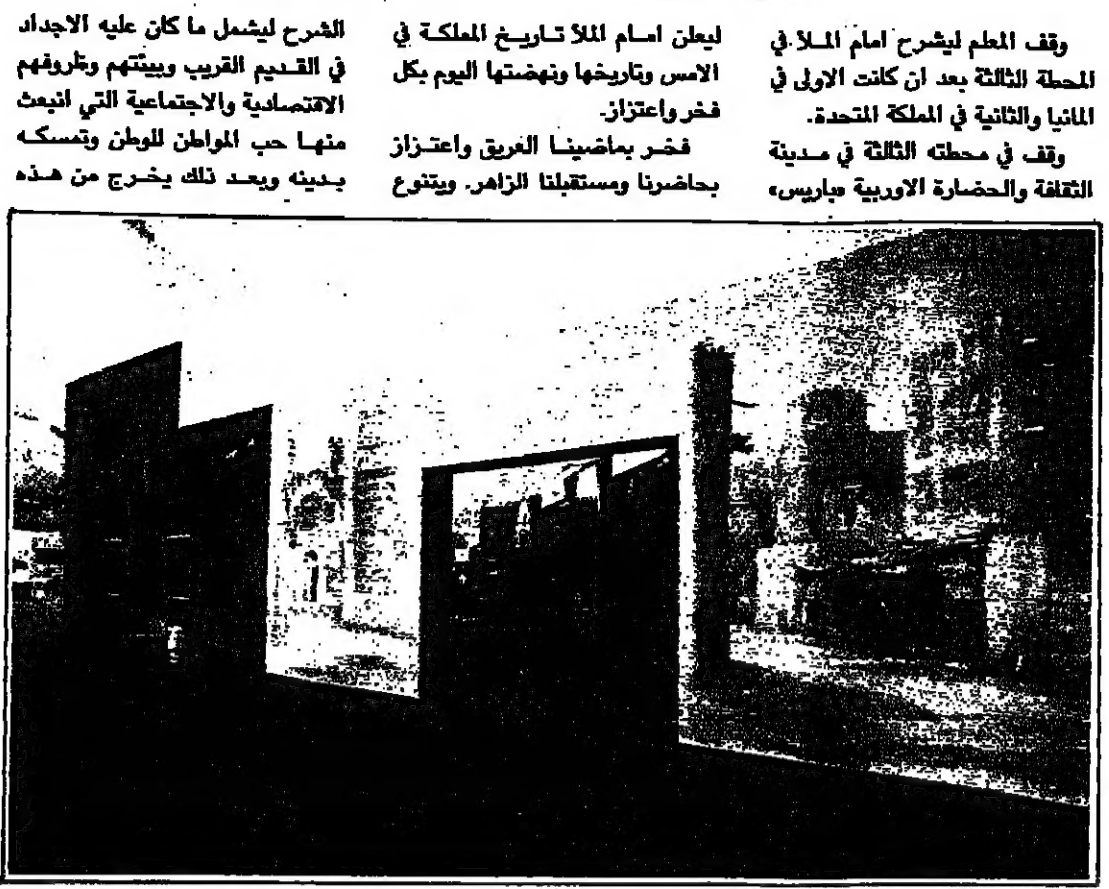 وقف المعلم ليشرح امام الملأ في
المحطة الثالثة بعد ان كانت الاولى في
المانيا والثانية في المملكة المتحدة.
وقف في محطته الثالثة في مدينة
الثقافة والحضارة الاوربية «باريس»
ليعلن امام الملأ تاريخ المملكة في
الامس وتاريخها ونهضتها اليوم بكل
فخر واعتزاز.
فخر بماضينا العريق واعتزاز
بحاضرنا ومستقبلنا الزاهر. ويتنوع
الشرح ليشمل ما كان عليه الاجداد
في القديم القريب وبيئتهم وظروفهم
الاقتصادية والاجتماعية التي انبعث
منها حب المواطن للوطن وتمسكه
بدينه وبعد ذلك يخرج من هذه